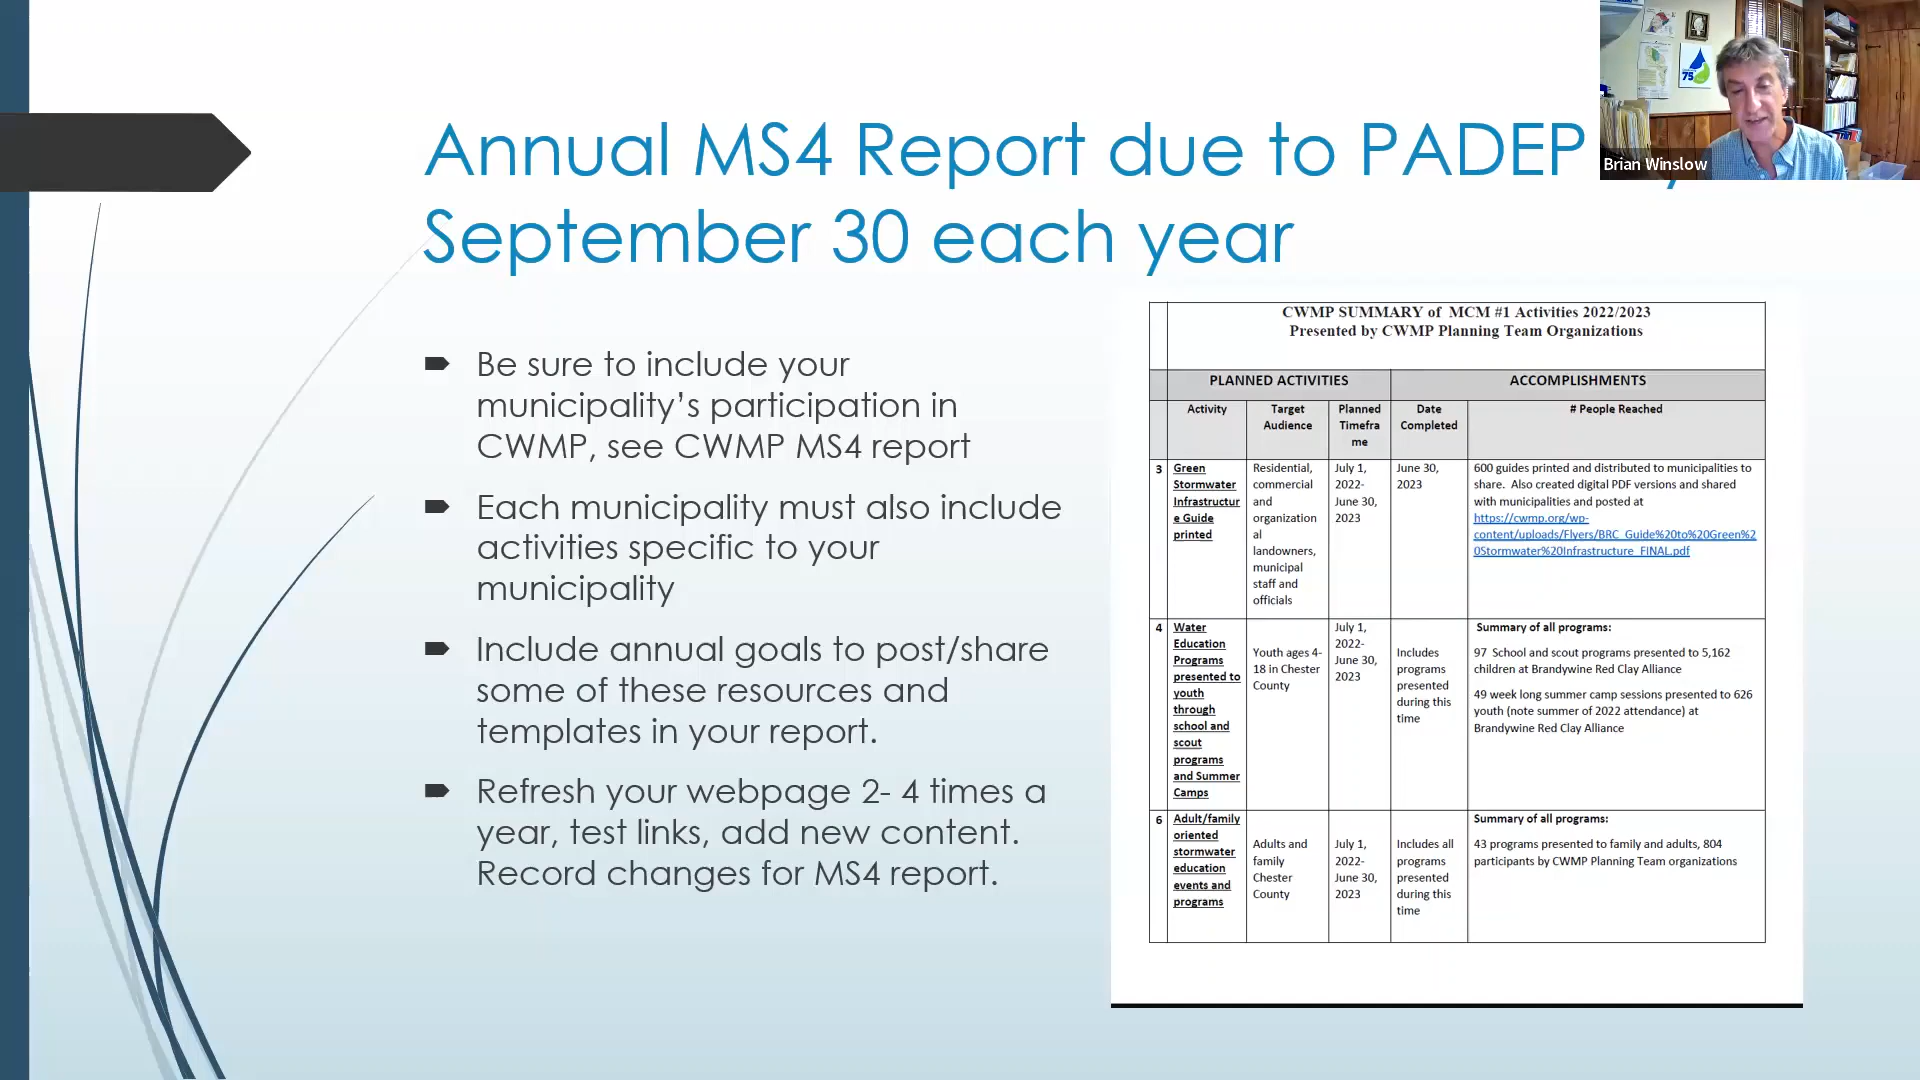 Annual MS4 Report due to PADEP
September 30 each year
Brian Winslow
75
Be sure to include your
municipality’s participation in
CWMP, see CWMP MS4 report
Each municipality must also include
activities specific to your
municipality
Include annual goals to post/share
some of these resources and
templates in your report.
Refresh your webpage 2- 4 times a
year, test links, add new content.
Record changes for MS4 report.
CWMP SUMMARY of MCM #1 Activities 2022/2023
Presented by CWMP Planning Team Organizations
PLANNED ACTIVITIES
ACCOMPLISHMENTS
Activity
Target
Audience
Planned
Timefra
me
Date
Completed
# People Reached
3
Green
Stormwater
Infrastructur
e Guide
printed
Residential,
commercial
and
organization
al
landowners,
municipal
staff and
officials
July 1,
2022-
June 30,
2023
June 30,
2023
600 guides printed and distributed to municipalities to
share. Also created digital PDF versions and shared
with municipalities and posted at
https://cwmp.org/wp-
content/uploads/Flyers/BRC_Guide%20to%20Green%2
0Stormwater%20Infrastructure_FINAL.pdf
4
Water
Education
Programs
presented to
youth
through
school and
scout
programs
and Summer
Camps
Youth ages 4-
18 in Chester
County
July 1,
2022-
June 30,
2023
Includes
programs
presented
during this
time
Summary of all programs:
97 School and scout programs presented to 5,162
children at Brandywine Red Clay Alliance
49 week long summer camp sessions presented to 626
youth (note summer of 2022 attendance) at
Brandywine Red Clay Alliance
6
Adult/family
oriented
stormwater
education
events and
programs
Adults and
family
Chester
County
July 1,
2022-
June 30,
2023
Includes all
programs
presented
during this
time
Summary of all programs:
43 programs presented to family and adults, 804
participants by CWMP Planning Team organizations